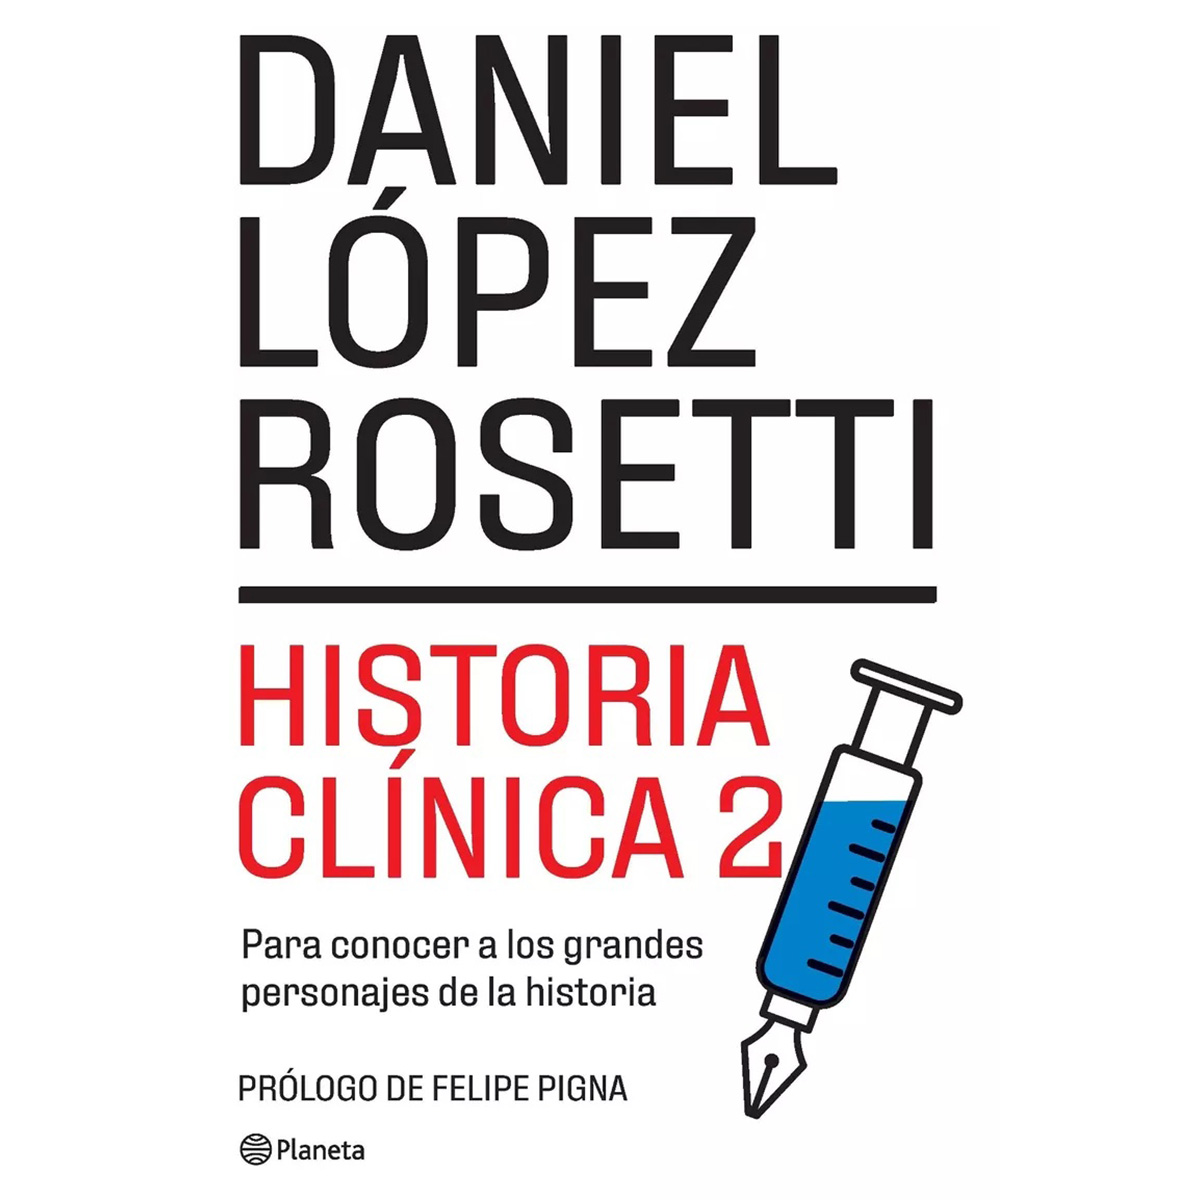 DANIEL
LÓPEZ
ROSETTI
HISTORIA
CLÍNICA 2
Para conocer a los grandes
personajes de la historia
PRÓLOGO DE FELIPE PIGNA
Planeta